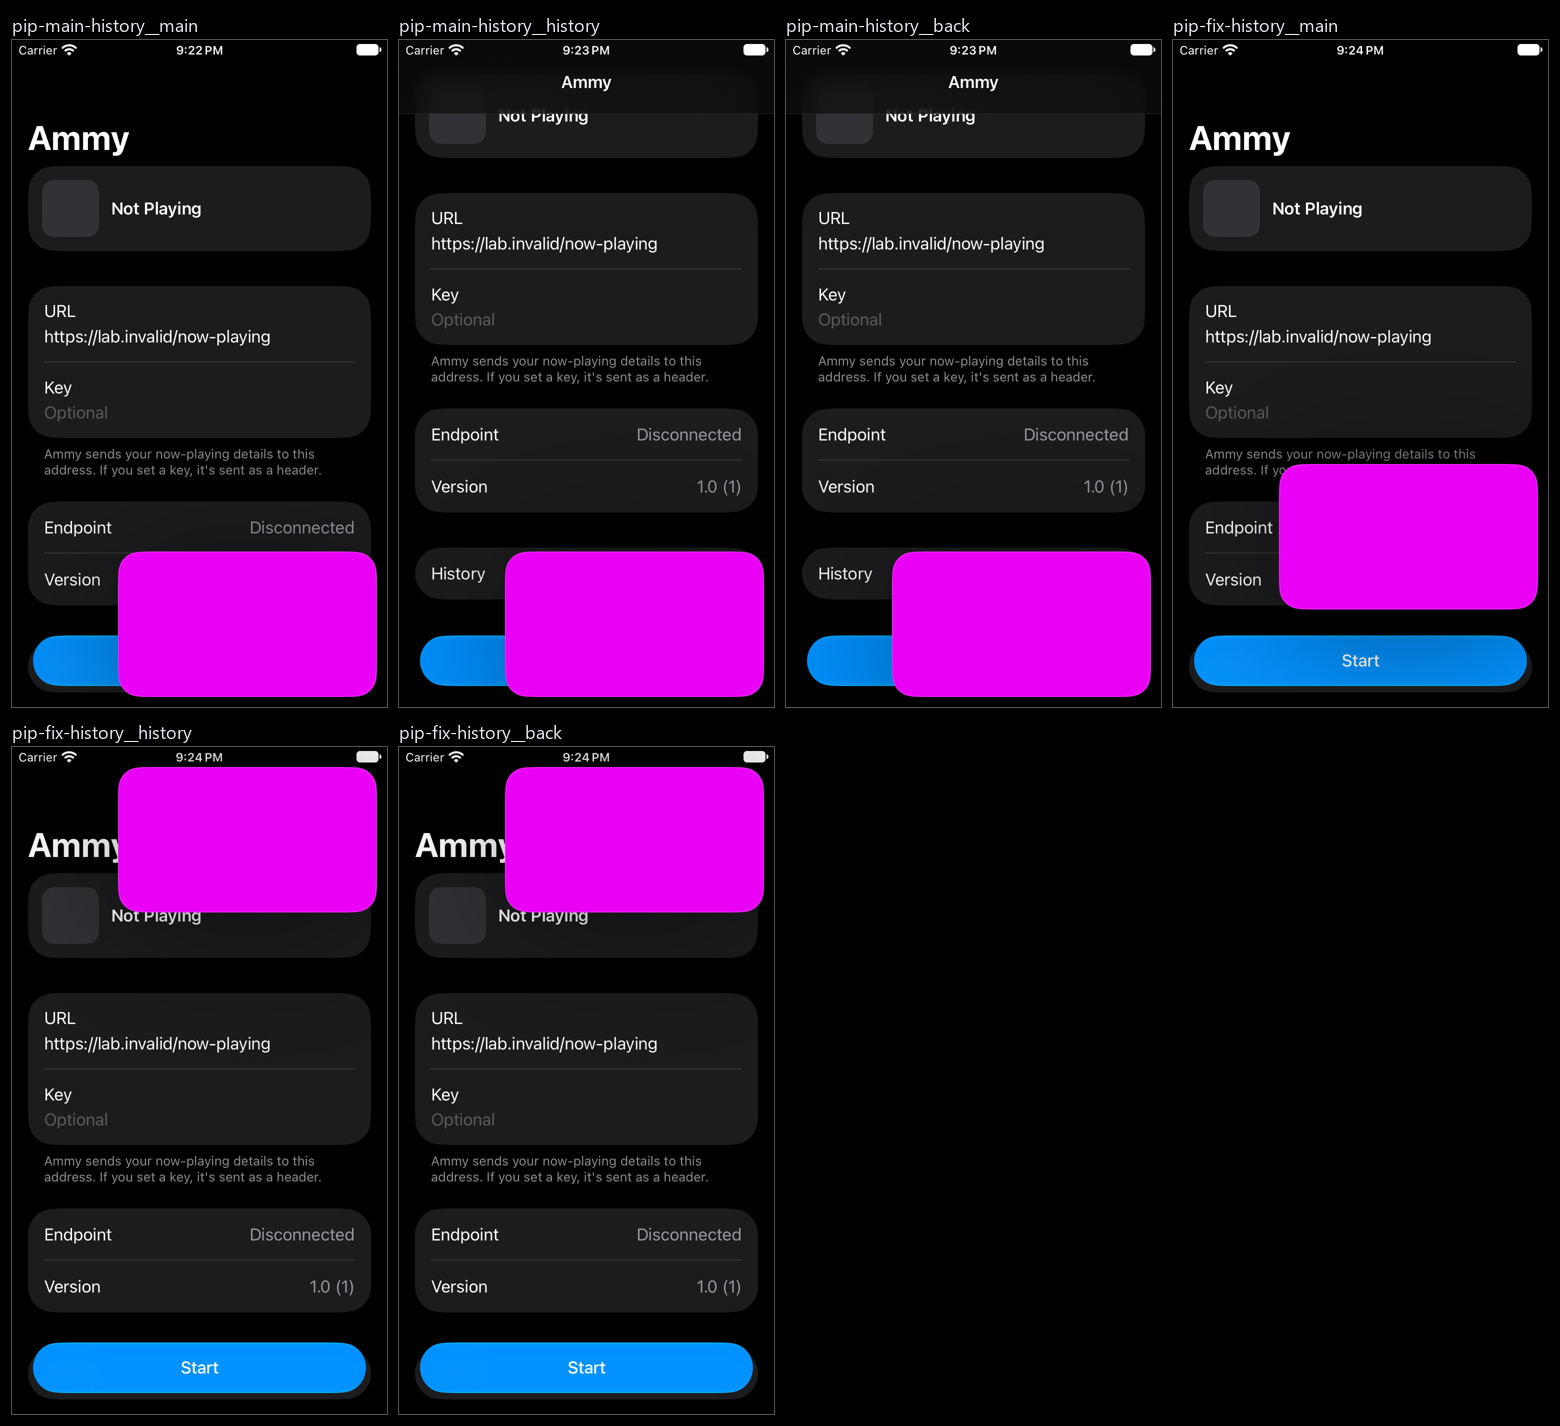 pip-main-history__main
Carrier 9:22 PM
Ammy
Not Playing
URL
https://lab.invalid/now-playing
Key
Optional
Ammy sends your now-playing details to this
address. If you set a key, it's sent as a header.
Endpoint Disconnected
Version
pip-main-history__history
Carrier 9:23 PM
Ammy
Not Playing
URL
https://lab.invalid/now-playing
Key
Optional
Ammy sends your now-playing details to this
address. If you set a key, it's sent as a header.
Endpoint Disconnected
Version 1.0 (1)
History
pip-main-history__back
Carrier 9:23 PM
Ammy
Not Playing
URL
https://lab.invalid/now-playing
Key
Optional
Ammy sends your now-playing details to this
address. If you set a key, it's sent as a header.
Endpoint Disconnected
Version 1.0 (1)
History
pip-fix-history__main
Carrier 9:24 PM
Ammy
Not Playing
URL
https://lab.invalid/now-playing
Key
Optional
Ammy sends your now-playing details to this
address. If
Endpoint
Version
Start
pip-fix-history__history
Carrier 9:24 PM
Ammy
Not Playing
URL
https://lab.invalid/now-playing
Key
Optional
Ammy sends your now-playing details to this
address. If you set a key, it's sent as a header.
Endpoint Disconnected
Version 1.0 (1)
Start
pip-fix-history__back
Carrier 9:24 PM
Ammy
Not Playing
URL
https://lab.invalid/now-playing
Key
Optional
Ammy sends your now-playing details to this
address. If you set a key, it's sent as a header.
Endpoint Disconnected
Version 1.0 (1)
Start